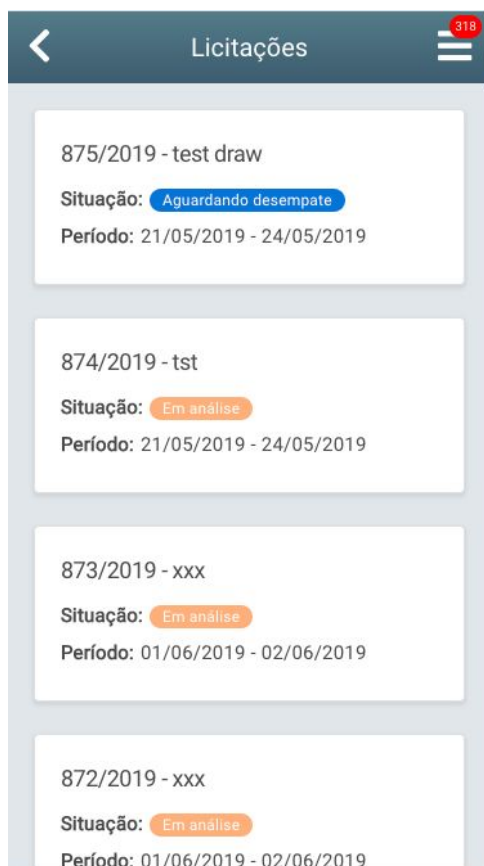 318
Licitações
875/2019 - test draw
Situação: Aguardando desempate
Período: 21/05/2019 - 24/05/2019
874/2019 - tst
Situação: Em análise
Período: 21/05/2019 - 24/05/2019
873/2019 - xxx
Situação: Em análise
Período: 01/06/2019 - 02/06/2019
872/2019 - xxx
Situação: Em análise
Período: 01/06/2019 - 02/06/2019